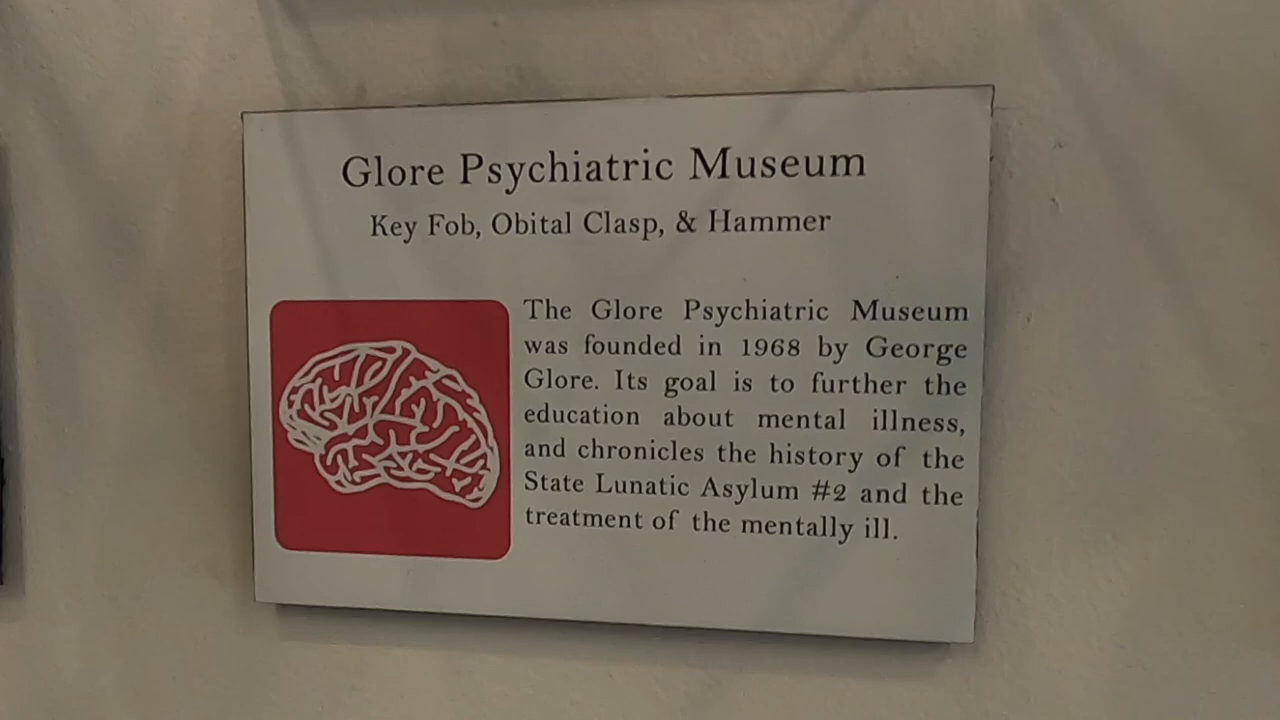 Glore Psychiatric Museum
Key Fob, Obital Clasp, & Hammer
The Glore Psychiatric Museum
was founded in 1968 by George
Glore. Its goal is to further the
education about mental illness,
and chronicles the history of the
State Lunatic Asylum #2 and the
treatment of the mentally ill.